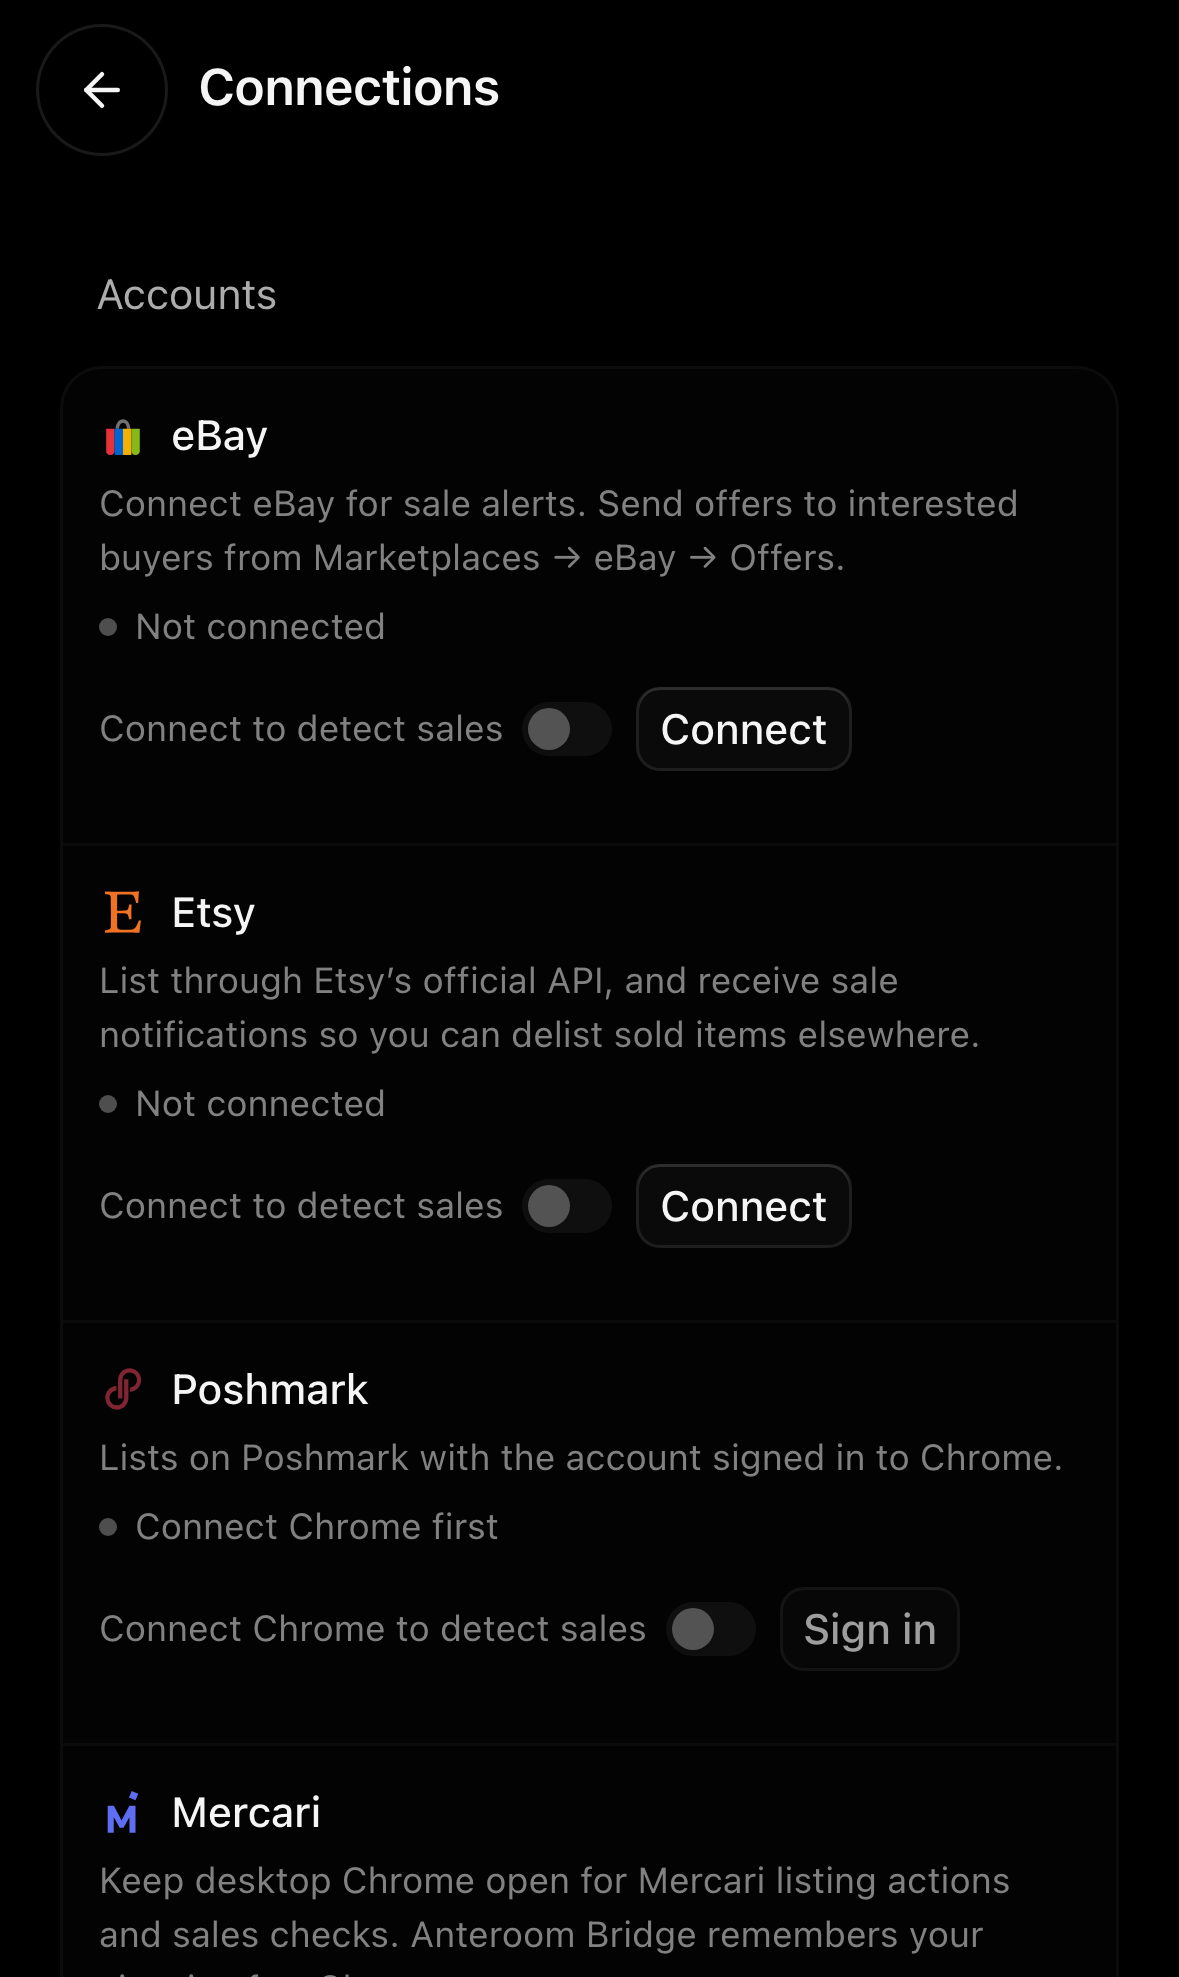 Connections
Accounts
eBay
Connect eBay for sale alerts. Send offers to interested
buyers from Marketplaces → eBay → Offers.
Not connected
Connect to detect sales
Connect
Etsy
List through Etsy’s official API, and receive sale
notifications so you can delist sold items elsewhere.
Not connected
Connect to detect sales
Connect
Poshmark
Lists on Poshmark with the account signed in to Chrome.
Connect Chrome first
Connect Chrome to detect sales
Sign in
Mercari
Keep desktop Chrome open for Mercari listing actions
and sales checks. Anteroom Bridge remembers your